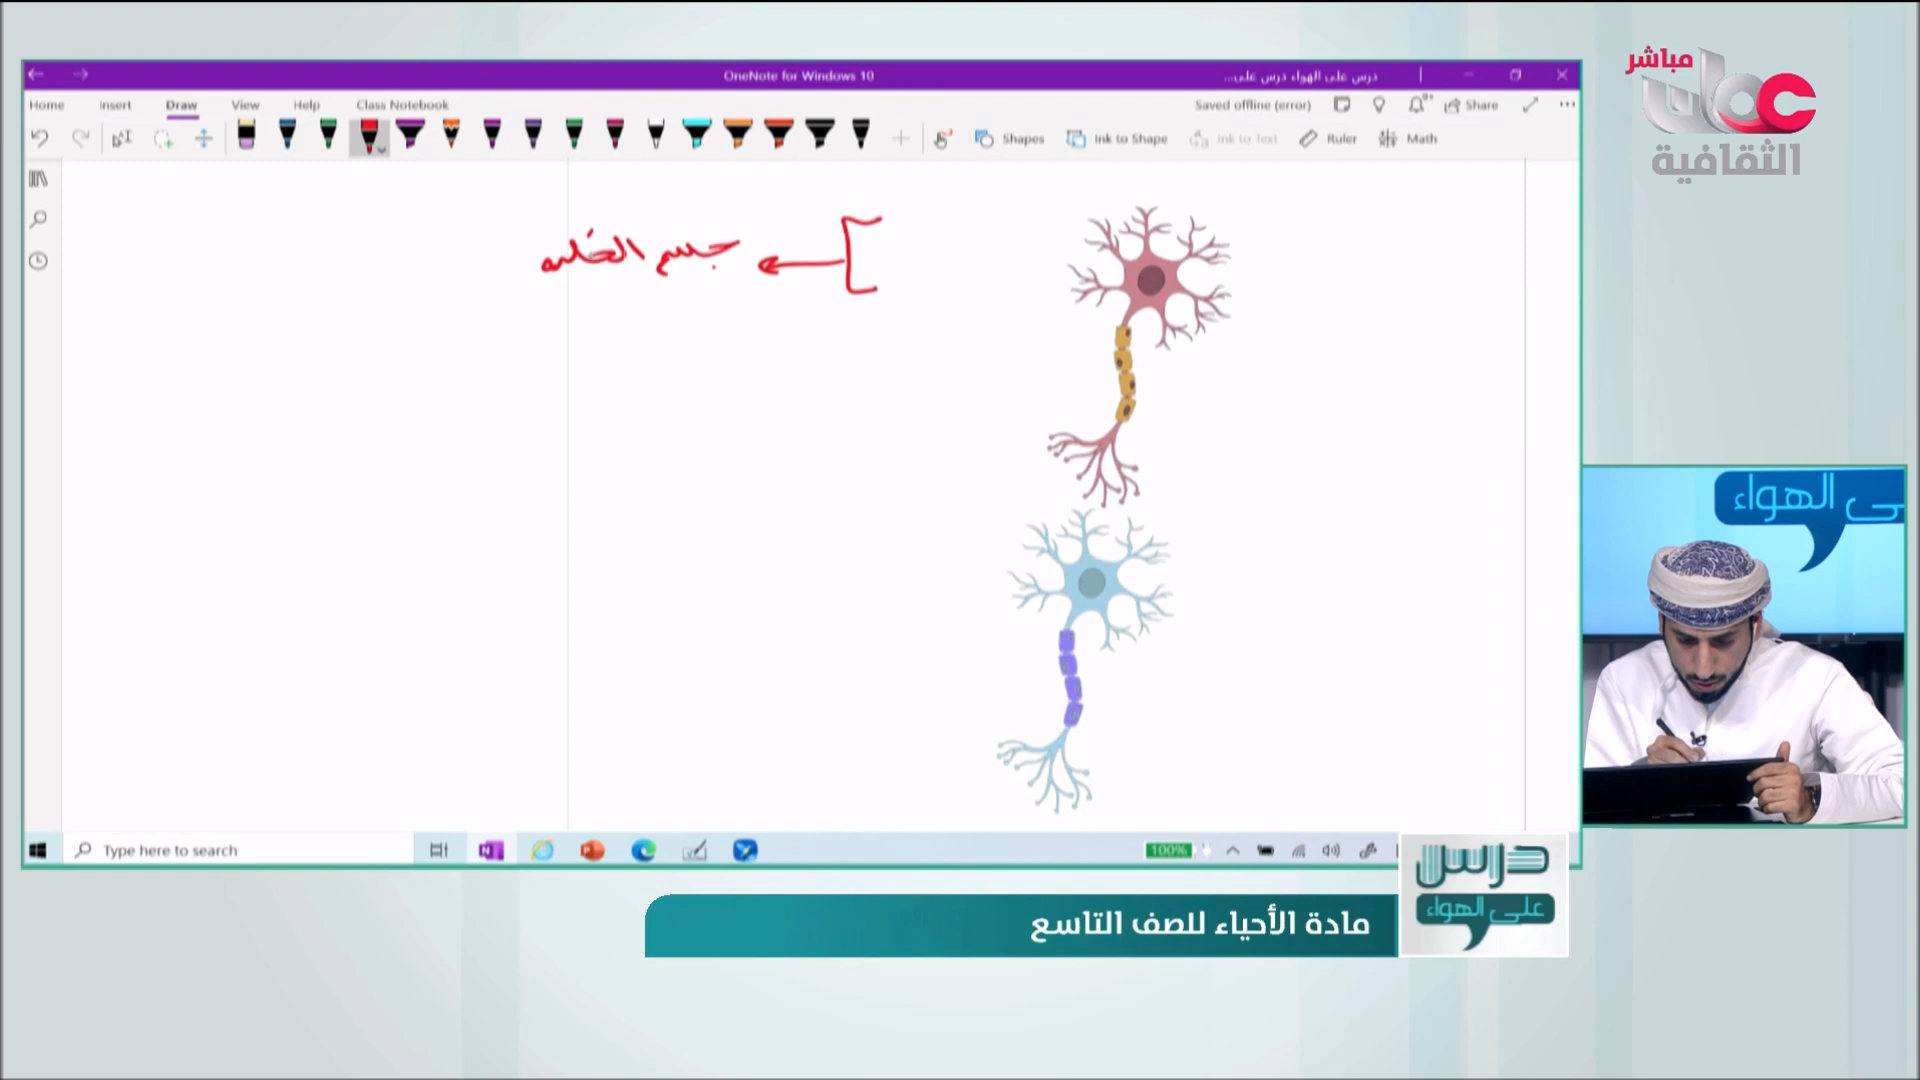 OneNote for Windows 10
درس على الهواء درس على...
Home Insert Draw View Help Class Notebook
Saved offline (error)
Share
Shapes
Ink to Shape
Ink to Text
Ruler
Math
جسم الخلية
مباشر
عمان
الثقافية
ى الهواء
Type here to search
100%
درس
على الهواء
مادة الأحياء للصف التاسع